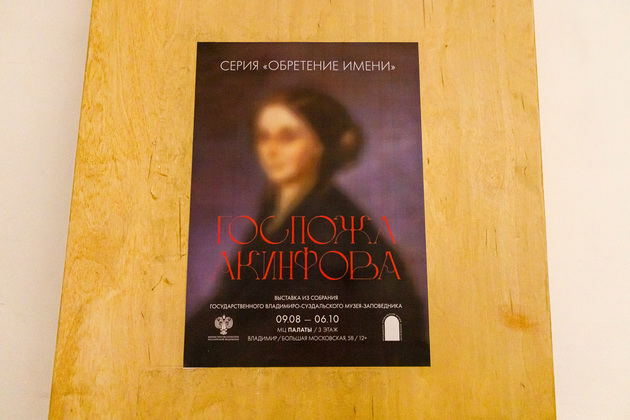 СЕРИЯ «ОБРЕТЕНИЕ ИМЕНИ»
ГОСПОЖА
АКИНФОВА
ВЫСТАВКА ИЗ СОБРАНИЯ
ГОСУДАРСТВЕННОГО ВЛАДИМИРО-СУЗДАЛЬСКОГО МУЗЕЯ-ЗАПОВЕДНИКА
09.08 — 06.10
МЦ ПАЛАТЫ / 3 ЭТАЖ
ВЛАДИМИР / БОЛЬШАЯ МОСКОВСКАЯ, 58 / 12+